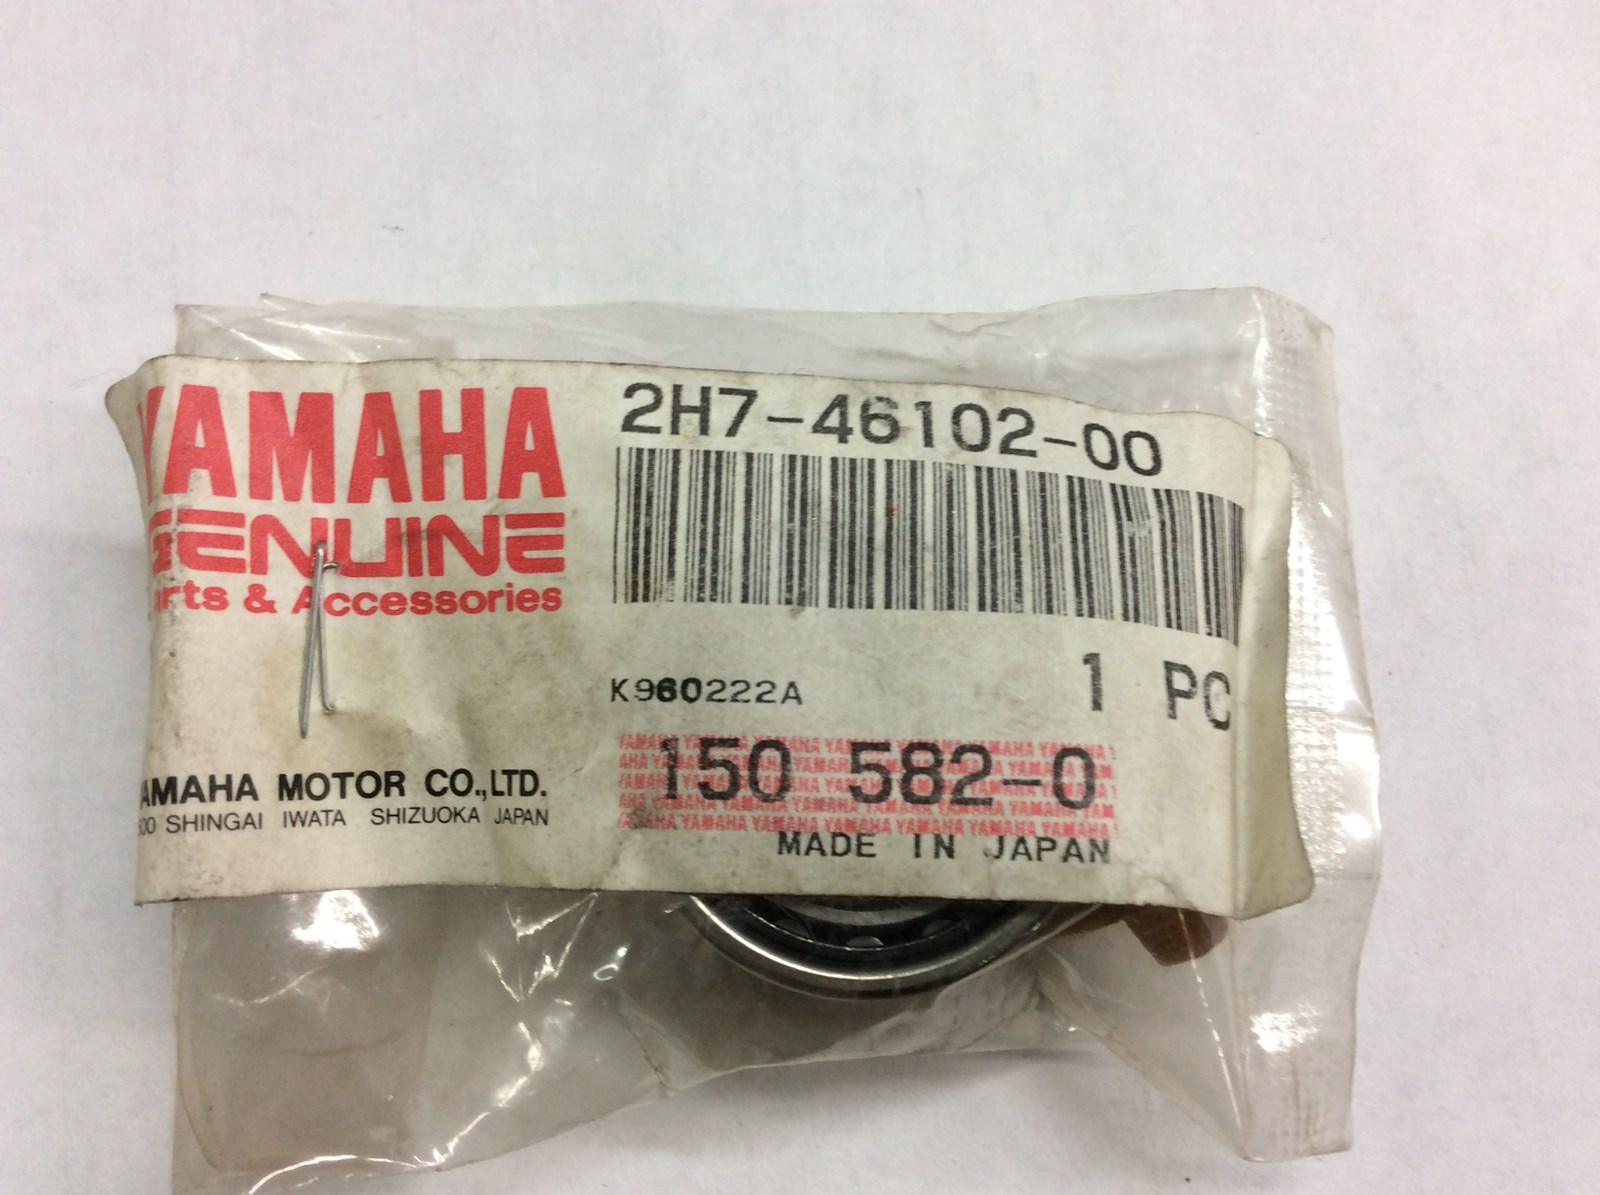 YAMAHA
GENUINE
Parts & Accessories
2H7-46102-00
K960222A
1 PC
150 582-0
MADE IN JAPAN
YAMAHA MOTOR CO.,LTD.
SHINGAI IWATA SHIZUOKA JAPAN